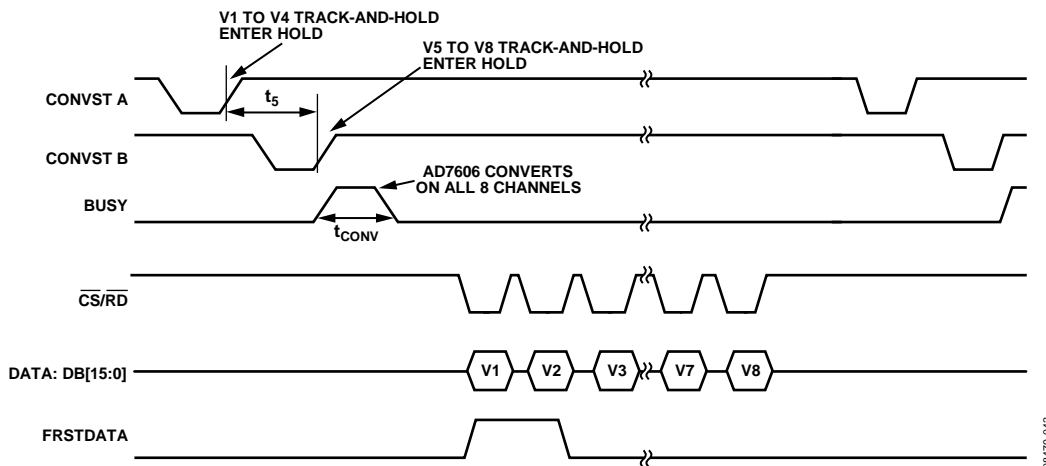 V1 TO V4 TRACK-AND-HOLD
ENTER HOLD
V5 TO V8 TRACK-AND-HOLD
ENTER HOLD
CONVST A
t5
CONVST B
AD7606 CONVERTS
ON ALL 8 CHANNELS
BUSY
tCONV
CS/RD
DATA: DB[15:0]
V1
V2
V3
V7
V8
FRSTDATA